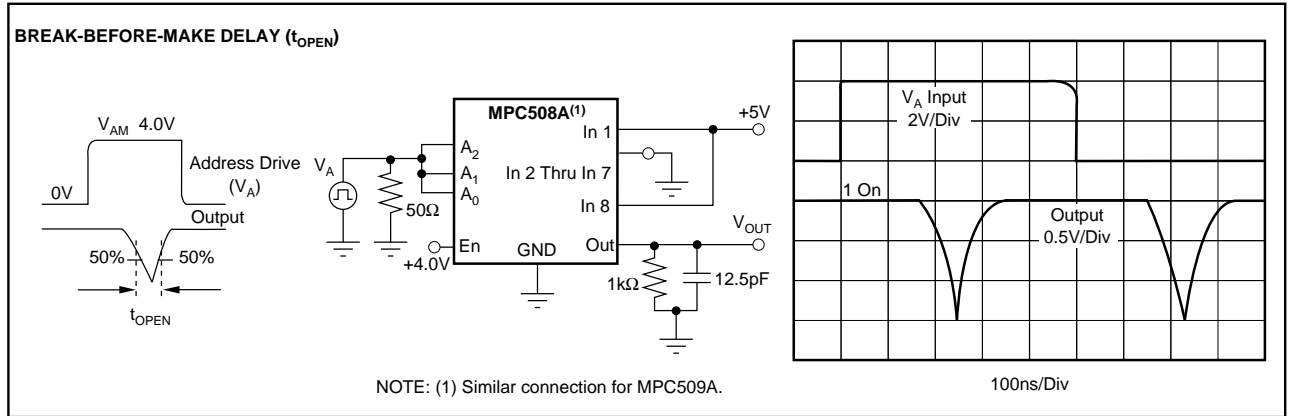 BREAK-BEFORE-MAKE DELAY (tOPEN)
VAM 4.0V
0V
Address Drive
(VA)
Output
50% 50%
tOPEN
VA
50Ω
+4.0V
MPC508A(1)
A2
A1
A0
En
GND
In 1
In 2 Thru In 7
In 8
Out
+5V
VOUT
1kΩ
12.5pF
NOTE: (1) Similar connection for MPC509A.
VA Input
2V/Div
1 On
Output
0.5V/Div
100ns/Div